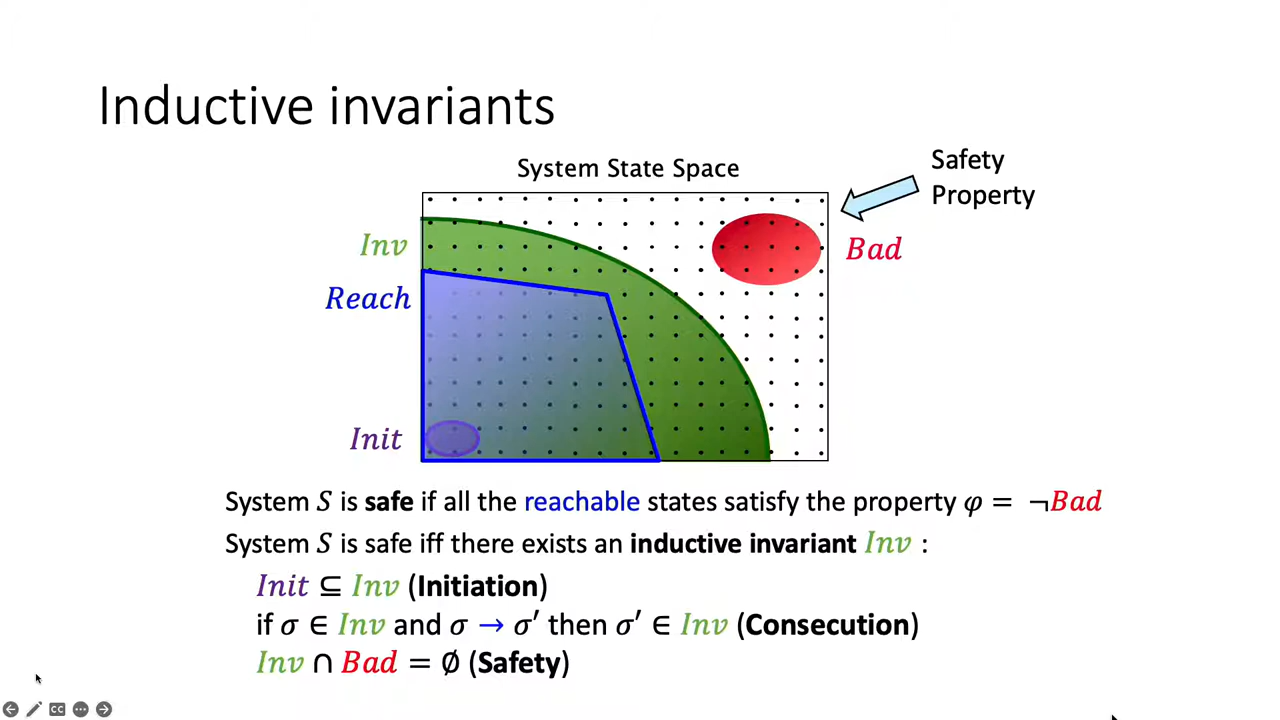 Inductive invariants
System State Space
Safety
Property
Inv
Bad
Reach
Init
System 𝑆 is safe if all the reachable states satisfy the property 𝜑 = ¬Bad
System 𝑆 is safe iff there exists an inductive invariant Inv :
Init ⊆ Inv (Initiation)
if σ ∈ Inv and σ → σ′ then σ′ ∈ Inv (Consecution)
Inv ∩ Bad = ∅ (Safety)
CC